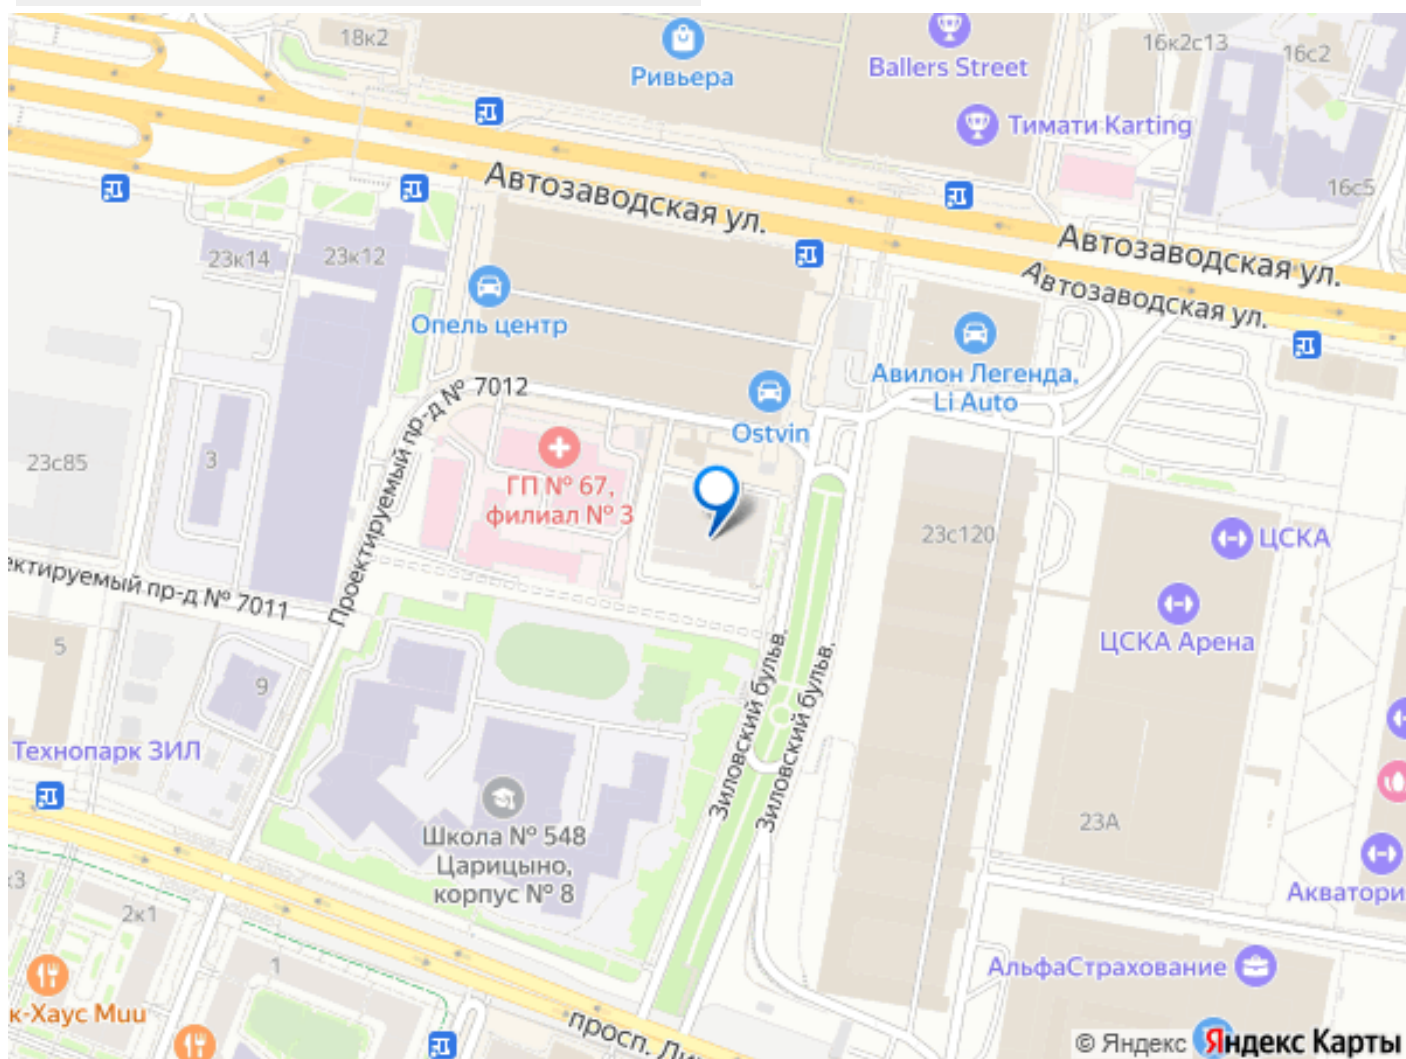 18к2
Ривьера
Ballers Street
16к2с13
16с2
Тимати Karting
16с5
Автозаводская ул.
Автозаводская ул.
Автозаводская ул.
23к14
23к12
Опель центр
Авилон Легенда,
Li Auto
Проектируемый пр-д № 7012
Ostvin
23с85
3
ГП № 67,
филиал № 3
23с120
ЦСКА
ектируемый пр-д № 7011
ЦСКА Арена
5
9
Зиловский бульв.
Зиловский бульв.
Технопарк ЗИЛ
Школа № 548
Царицыно,
корпус № 8
23А
к3
2к1
Акватори
1
АльфаСтрахование
к-Хаус Muu
просп. Ли
© Яндекс Яндекс Карты